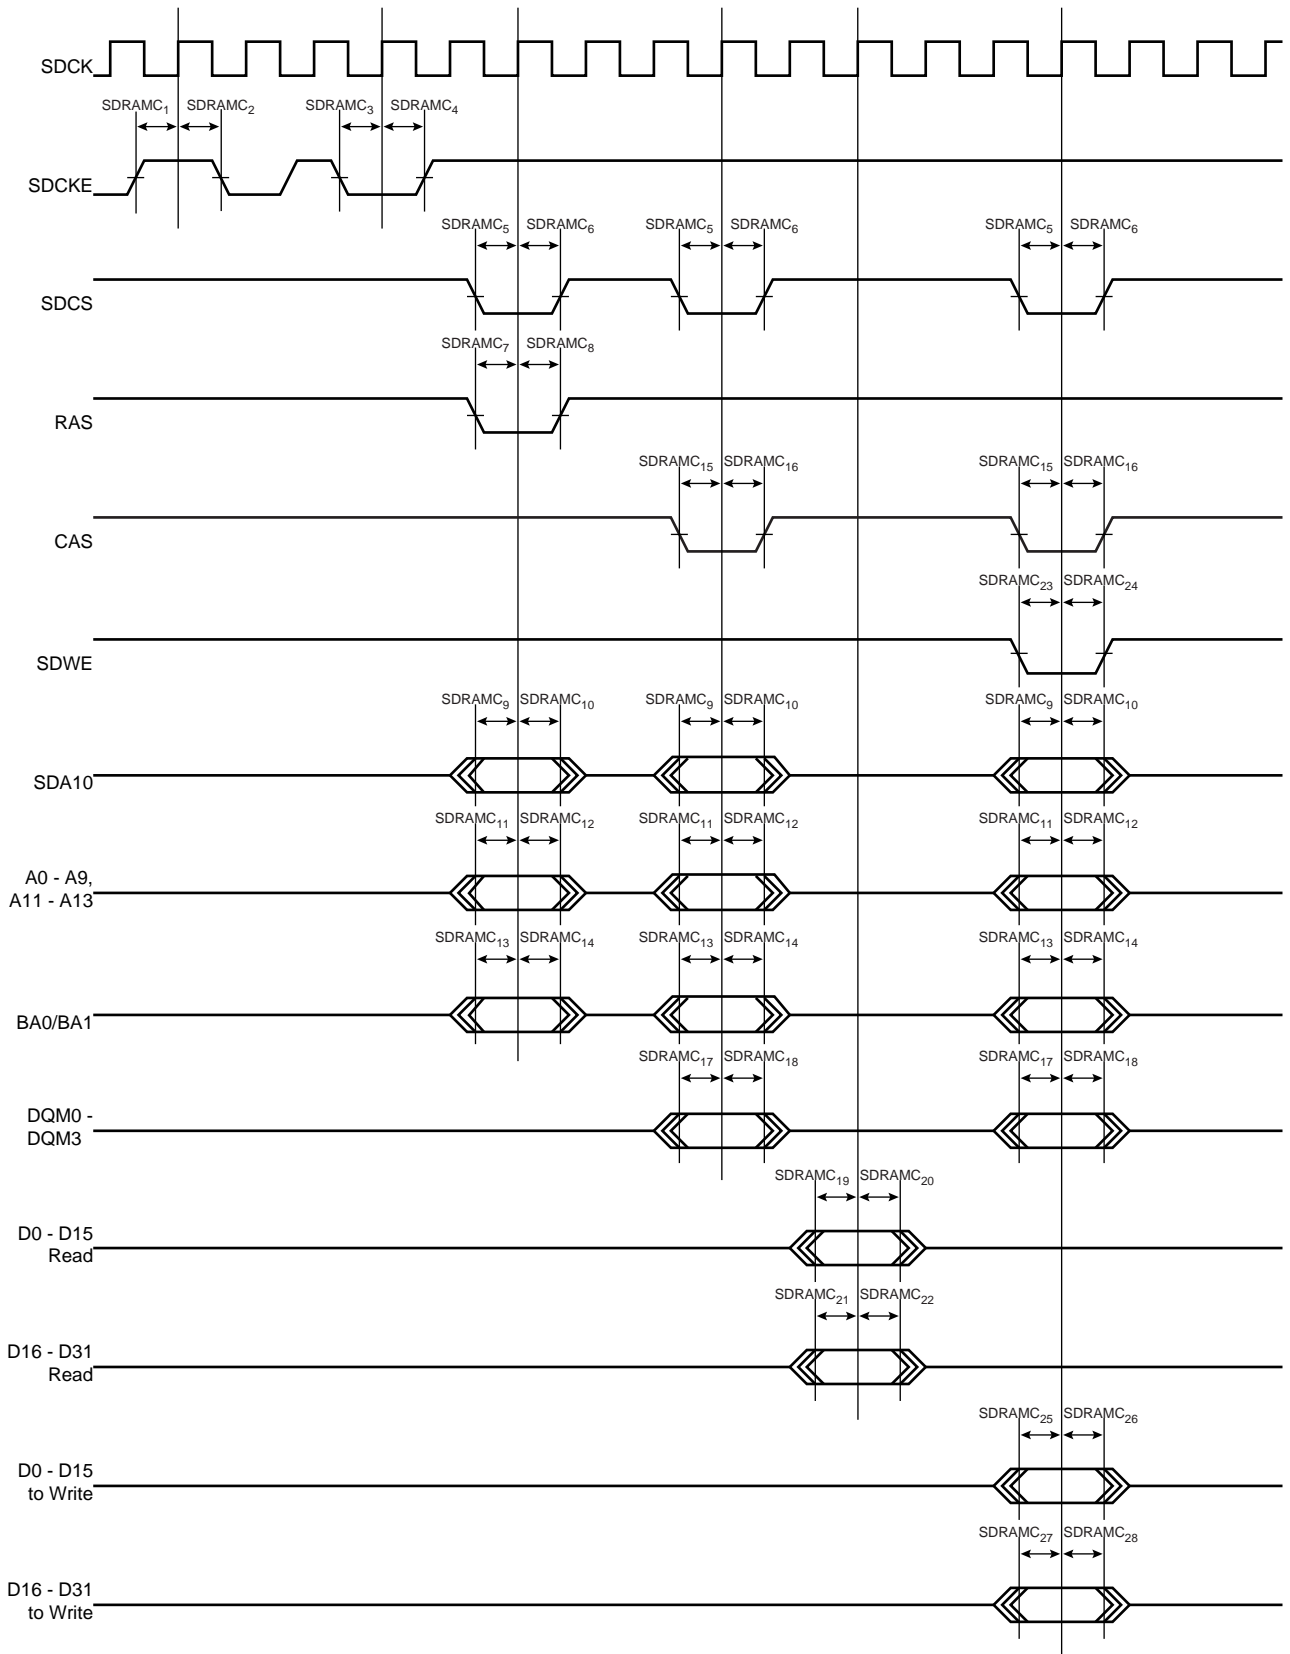 SDCK
SDRAMC1 SDRAMC2 SDRAMC3 SDRAMC4
SDCKE
SDRAMC5 SDRAMC6 SDRAMC5 SDRAMC6 SDRAMC5 SDRAMC6
SDCS
SDRAMC7 SDRAMC8
RAS
SDRAMC15 SDRAMC16 SDRAMC15 SDRAMC16
CAS
SDRAMC23 SDRAMC24
SDWE
SDRAMC9 SDRAMC10 SDRAMC9 SDRAMC10 SDRAMC9 SDRAMC10
SDA10
SDRAMC11 SDRAMC12 SDRAMC11 SDRAMC12 SDRAMC11 SDRAMC12
A0 - A9,
A11 - A13
SDRAMC13 SDRAMC14 SDRAMC13 SDRAMC14 SDRAMC13 SDRAMC14
BA0/BA1
SDRAMC17 SDRAMC18 SDRAMC17 SDRAMC18
DQM0 -
DQM3
SDRAMC19 SDRAMC20
D0 - D15
Read
SDRAMC21 SDRAMC22
D16 - D31
Read
SDRAMC25 SDRAMC26
D0 - D15
to Write
SDRAMC27 SDRAMC28
D16 - D31
to Write